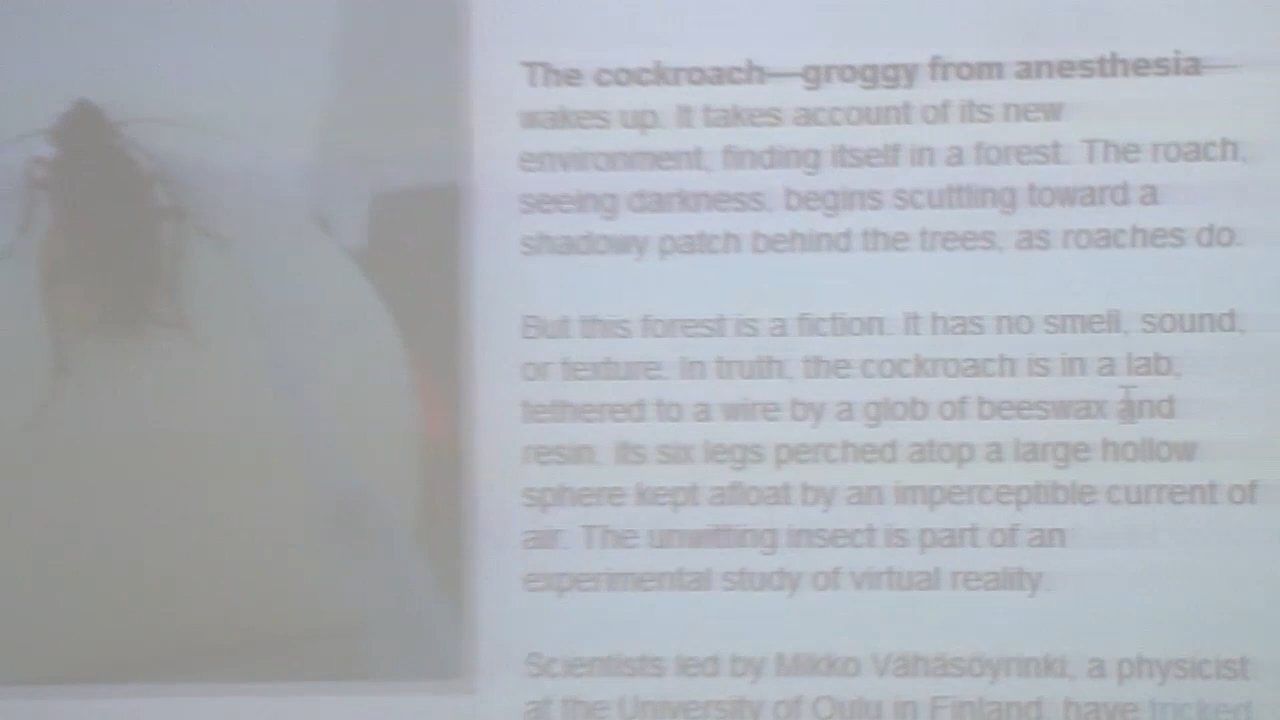 The cockroach—groggy from anesthesia—
wakes up. It takes account of its new
environment, finding itself in a forest. The roach,
seeing darkness, begins scuttling toward a
shadowy patch behind the trees, as roaches do.
But this forest is a fiction. It has no smell, sound,
or texture. In truth, the cockroach is in a lab,
tethered to a wire by a glob of beeswax and
resin. Its six legs perched atop a large hollow
sphere kept afloat by an imperceptible current of
air. The unwitting insect is part of an
experimental study of virtual reality.
Scientists led by Mikko Vähäsöyrinki, a physicist
at the University of Oulu in Finland, have tricked